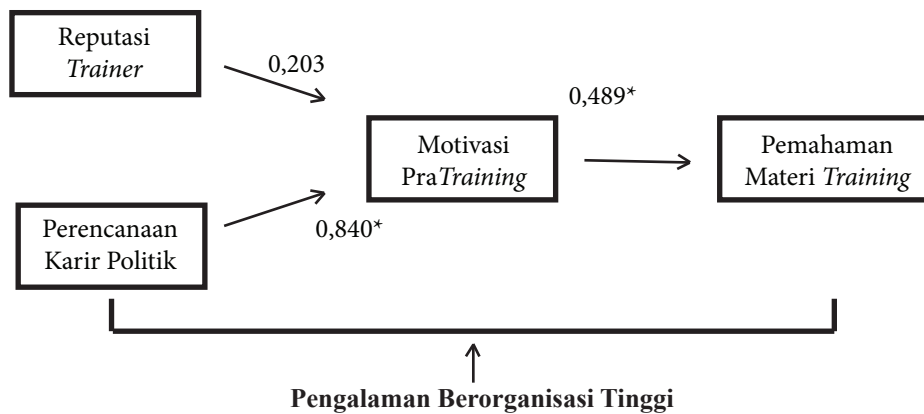 Reputasi
Trainer
0,203
0,489*
Motivasi
PraTraining
Pemahaman
Materi Training
Perencanaan
Karir Politik
0,840*
Pengalaman Berorganisasi Tinggi